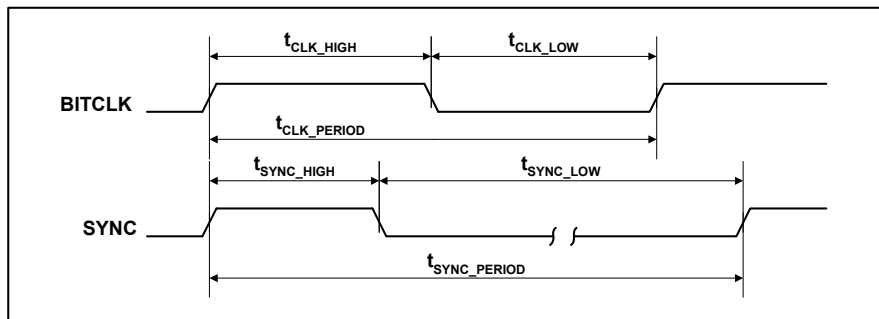 tCLK_HIGH tCLK_LOW
BITCLK
tCLK_PERIOD
tSYNC_HIGH tSYNC_LOW
SYNC
tSYNC_PERIOD